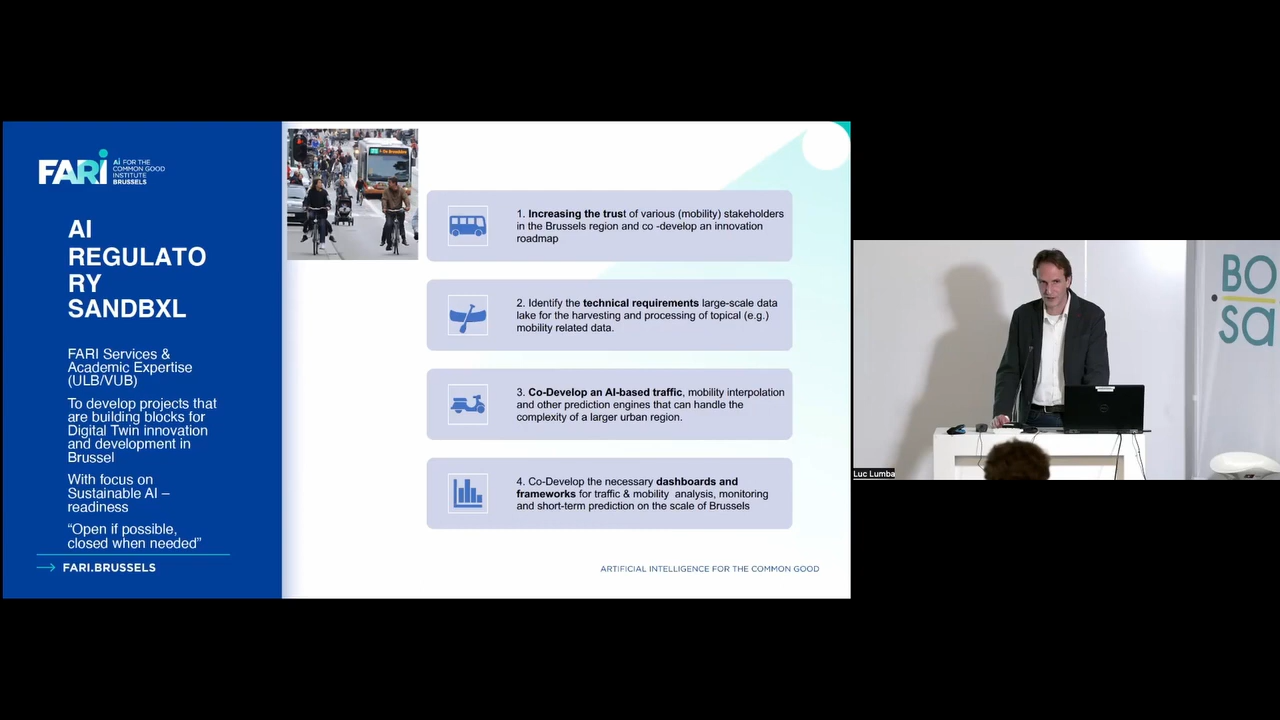 FARi
Ai FOR THE
COMMON GOOD
INSTITUTE
BRUSSELS
AI
REGULATO
RY
SANDBXL
FARI Services &
Academic Expertise
(ULB/VUB)
To develop projects that
are building blocks for
Digital Twin innovation
and development in
Brussel
With focus on
Sustainable AI –
readiness
“Open if possible,
closed when needed”
FARI.BRUSSELS
1. Increasing the trust of various (mobility) stakeholders
in the Brussels region and co -develop an innovation
roadmap
2. Identify the technical requirements large-scale data
lake for the harvesting and processing of topical (e.g.)
mobility related data.
3. Co-Develop an AI-based traffic, mobility interpolation
and other prediction engines that can handle the
complexity of a larger urban region.
4. Co-Develop the necessary dashboards and
frameworks for traffic & mobility analysis, monitoring
and short-term prediction on the scale of Brussels
ARTIFICIAL INTELLIGENCE FOR THE COMMON GOOD
BO
sa
Luc Lumba